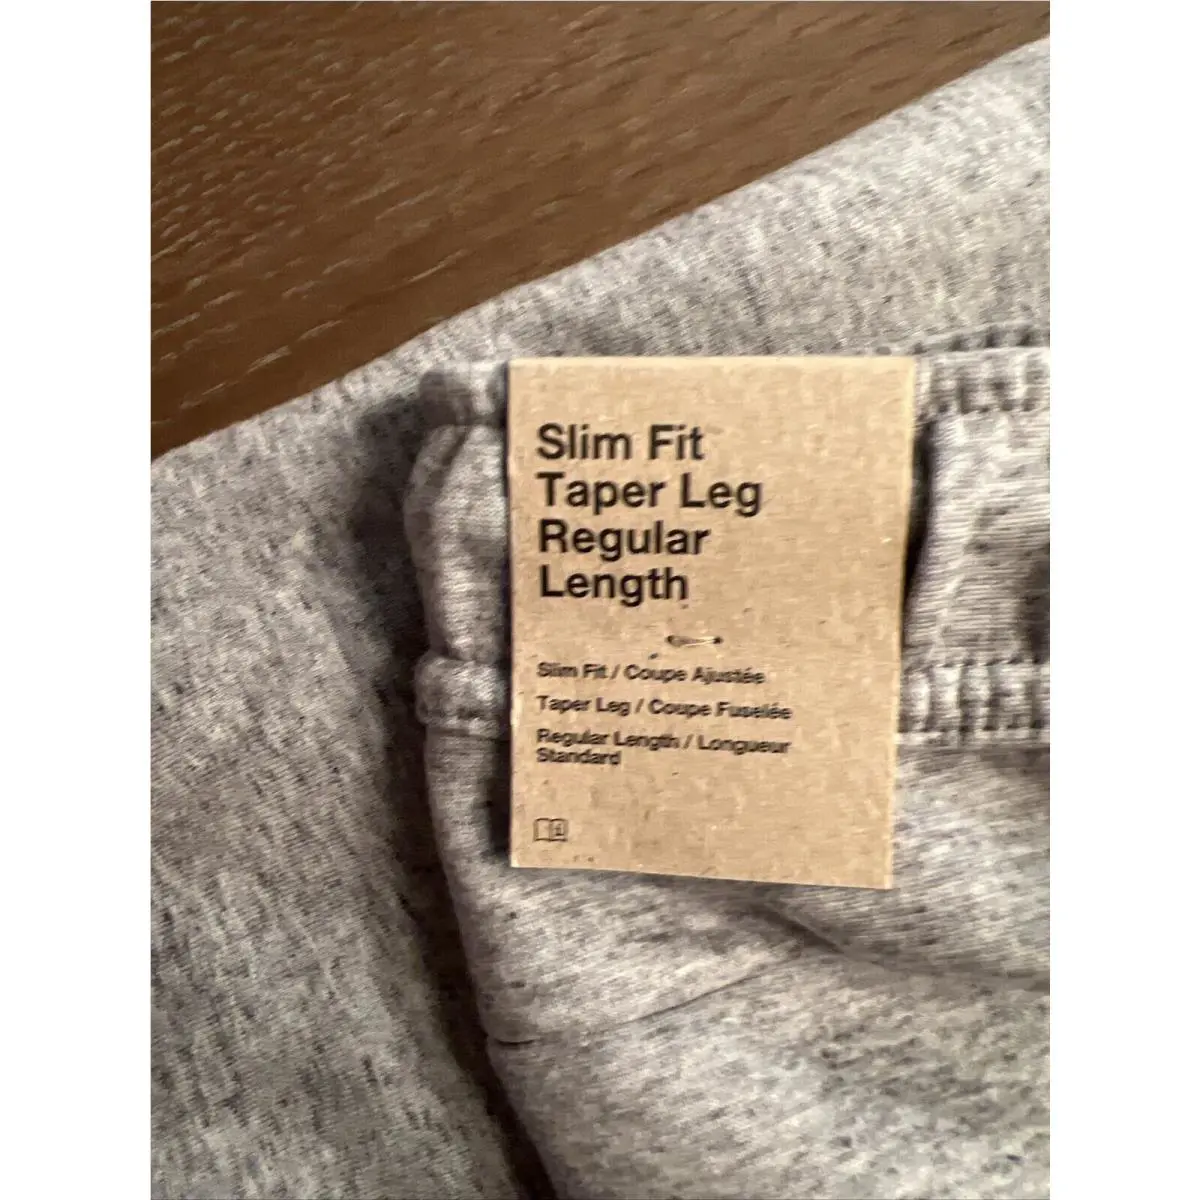 Slim Fit
Taper Leg
Regular
Length
Slim Fit / Coupe Ajustée
Taper Leg / Coupe Fuselée
Regular Length / Longueur
Standard